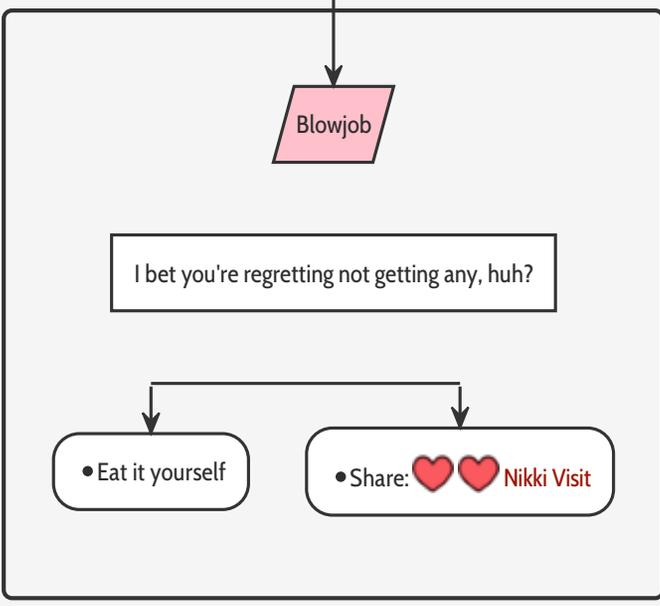 Blowjob
I bet you're regretting not getting any, huh?
•Eat it yourself
•Share:❤️❤️Nikki Visit